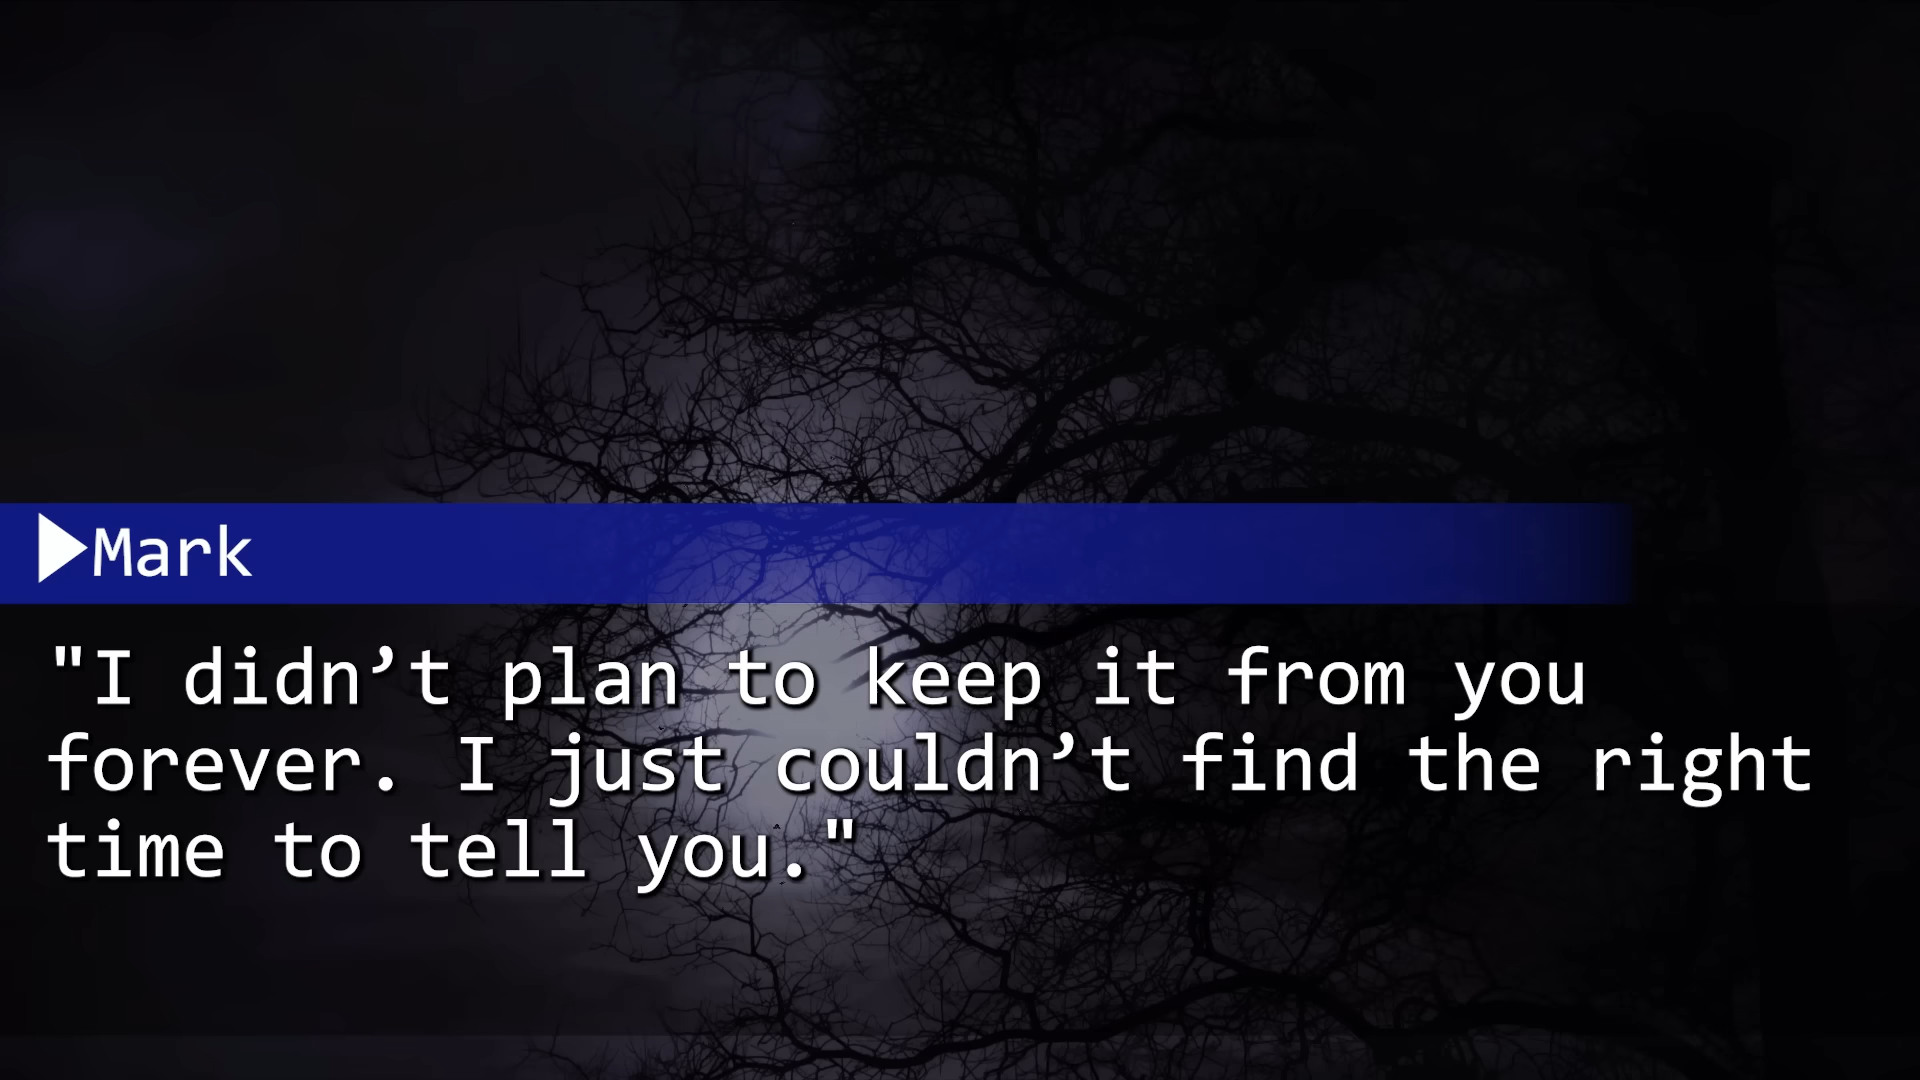 ▶Mark
"I didn’t plan to keep it from you
forever. I just couldn’t find the right
time to tell you."